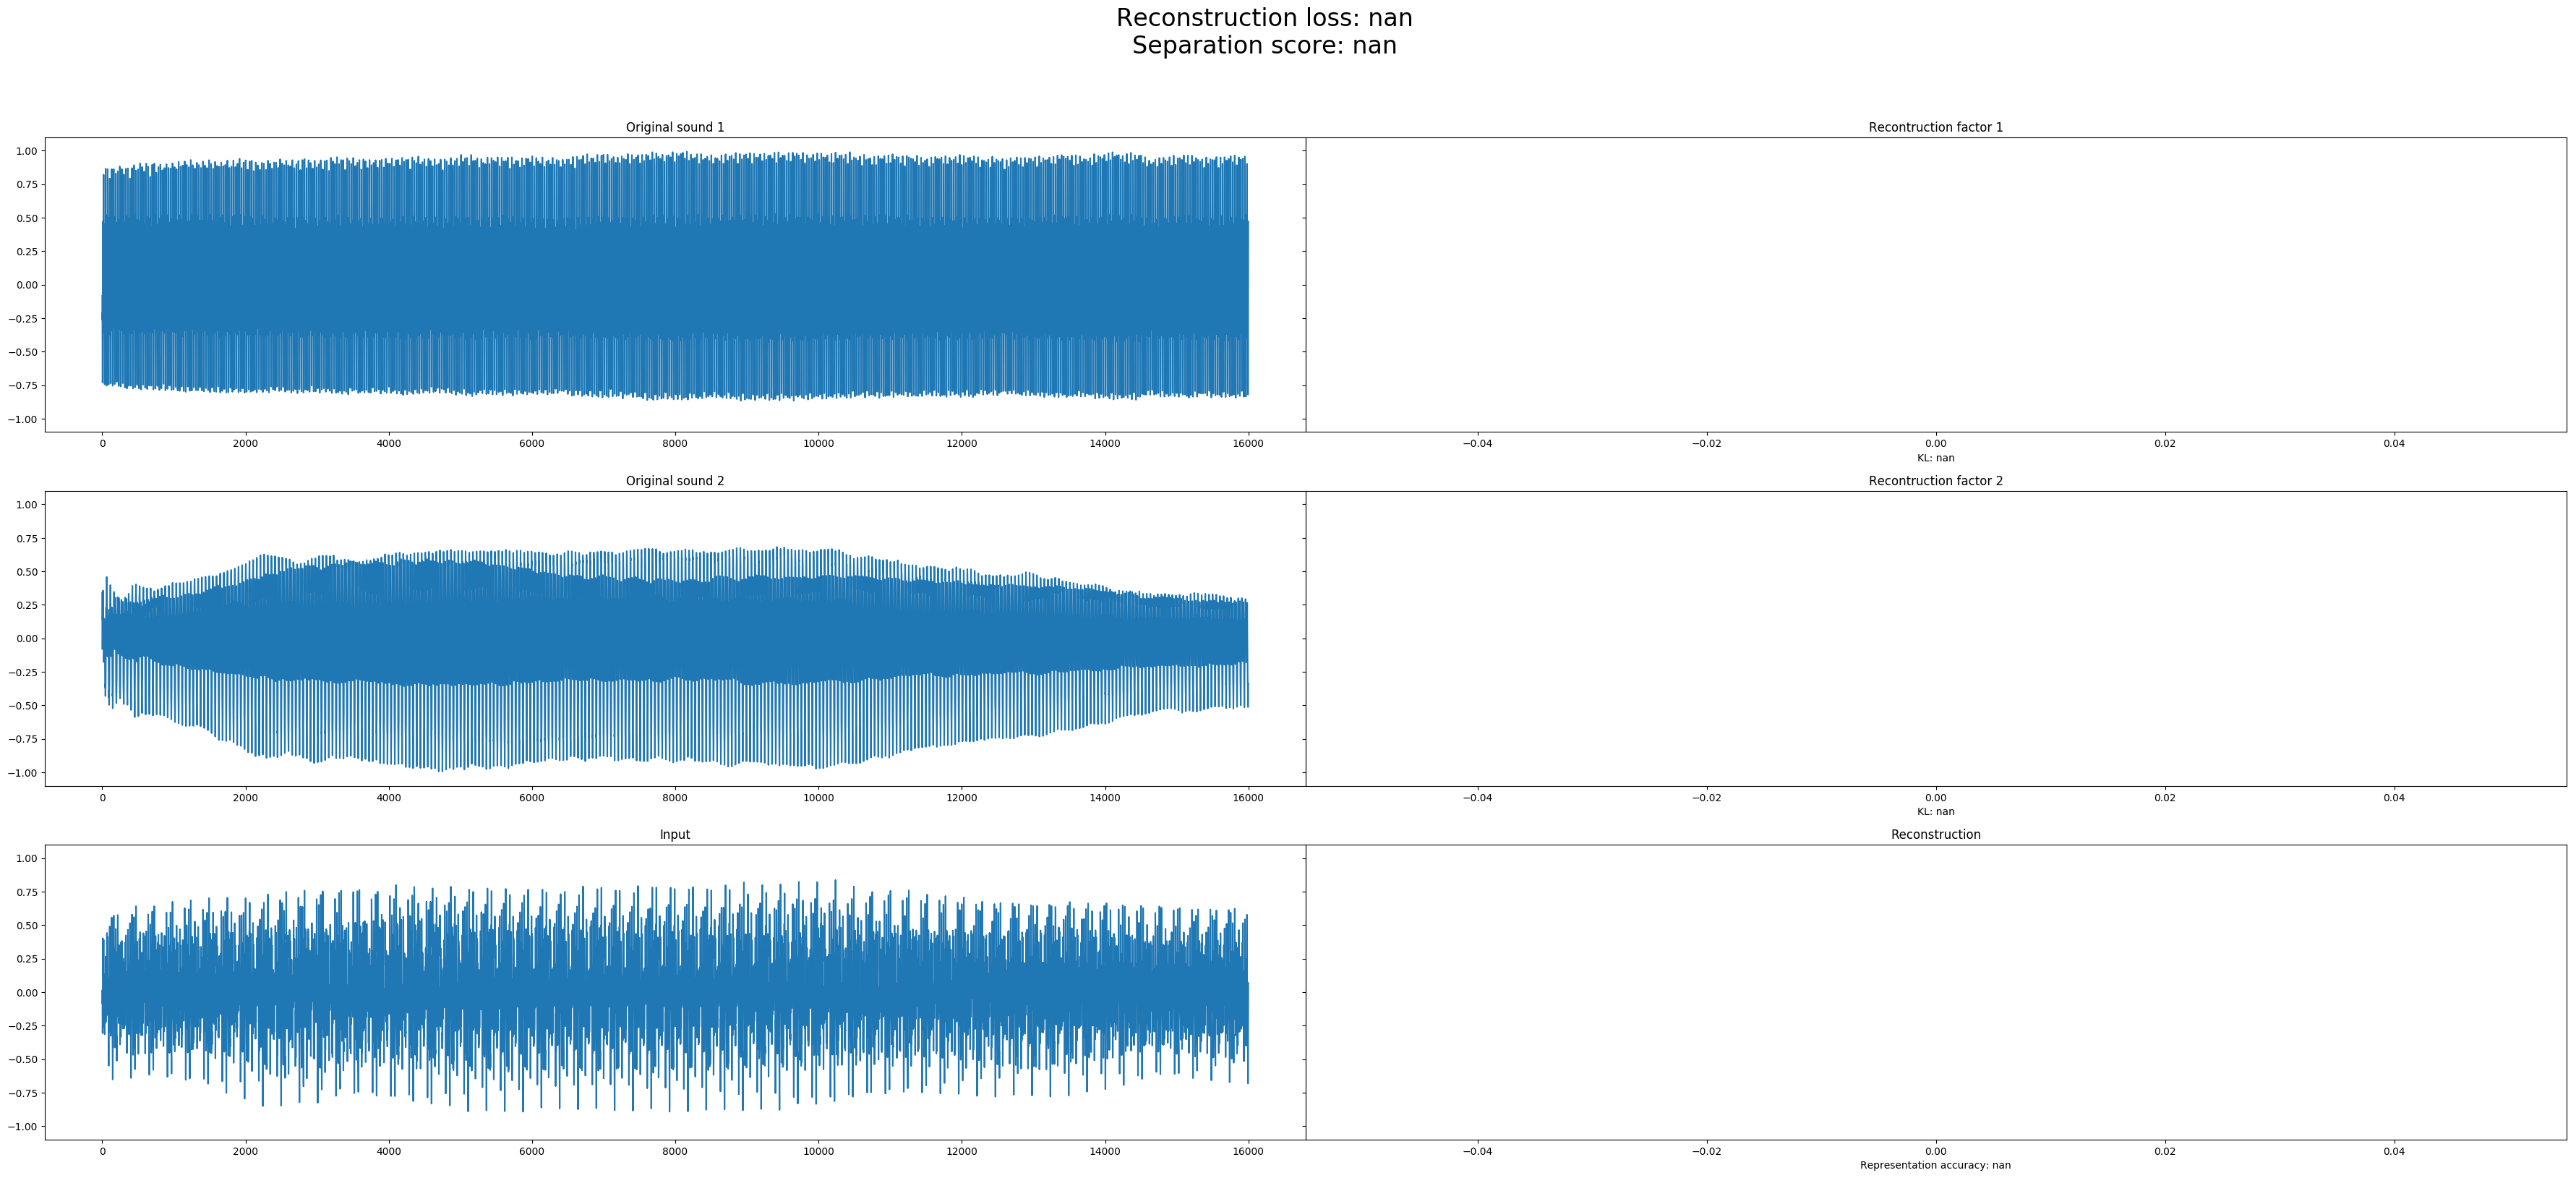 Reconstruction loss: nan
Separation score: nan
Original sound 1
Recontruction factor 1
1.00
0.75
0.50
0.25
0.00
−0.25
−0.50
−0.75
−1.00
0 2000 4000 6000 8000 10000 12000 14000 16000
−0.04 −0.02 0.00 0.02 0.04
KL: nan
Original sound 2
Recontruction factor 2
1.00
0.75
0.50
0.25
0.00
−0.25
−0.50
−0.75
−1.00
0 2000 4000 6000 8000 10000 12000 14000 16000
−0.04 −0.02 0.00 0.02 0.04
KL: nan
Input
Reconstruction
1.00
0.75
0.50
0.25
0.00
−0.25
−0.50
−0.75
−1.00
0 2000 4000 6000 8000 10000 12000 14000 16000
−0.04 −0.02 0.00 0.02 0.04
Representation accuracy: nan